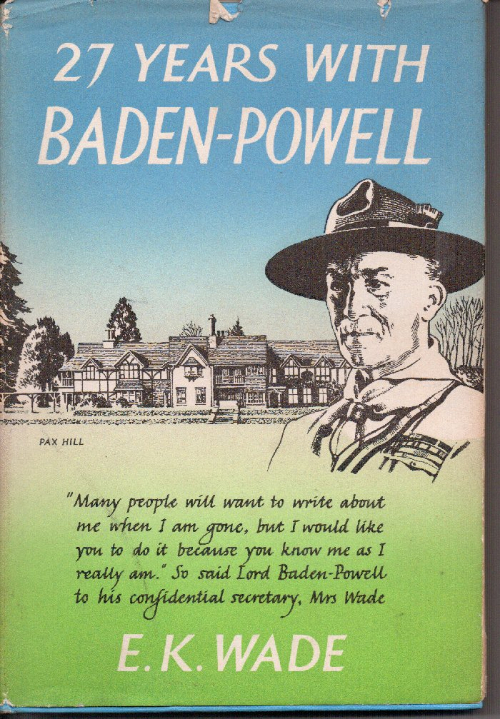 27 YEARS WITH
BADEN-POWELL
PAX HILL
"Many people will want to write about
me when I am gone, but I would like
you to do it because you know me as I
really am." So said Lord Baden-Powell
to his confidential secretary, Mrs Wade
E. K. WADE